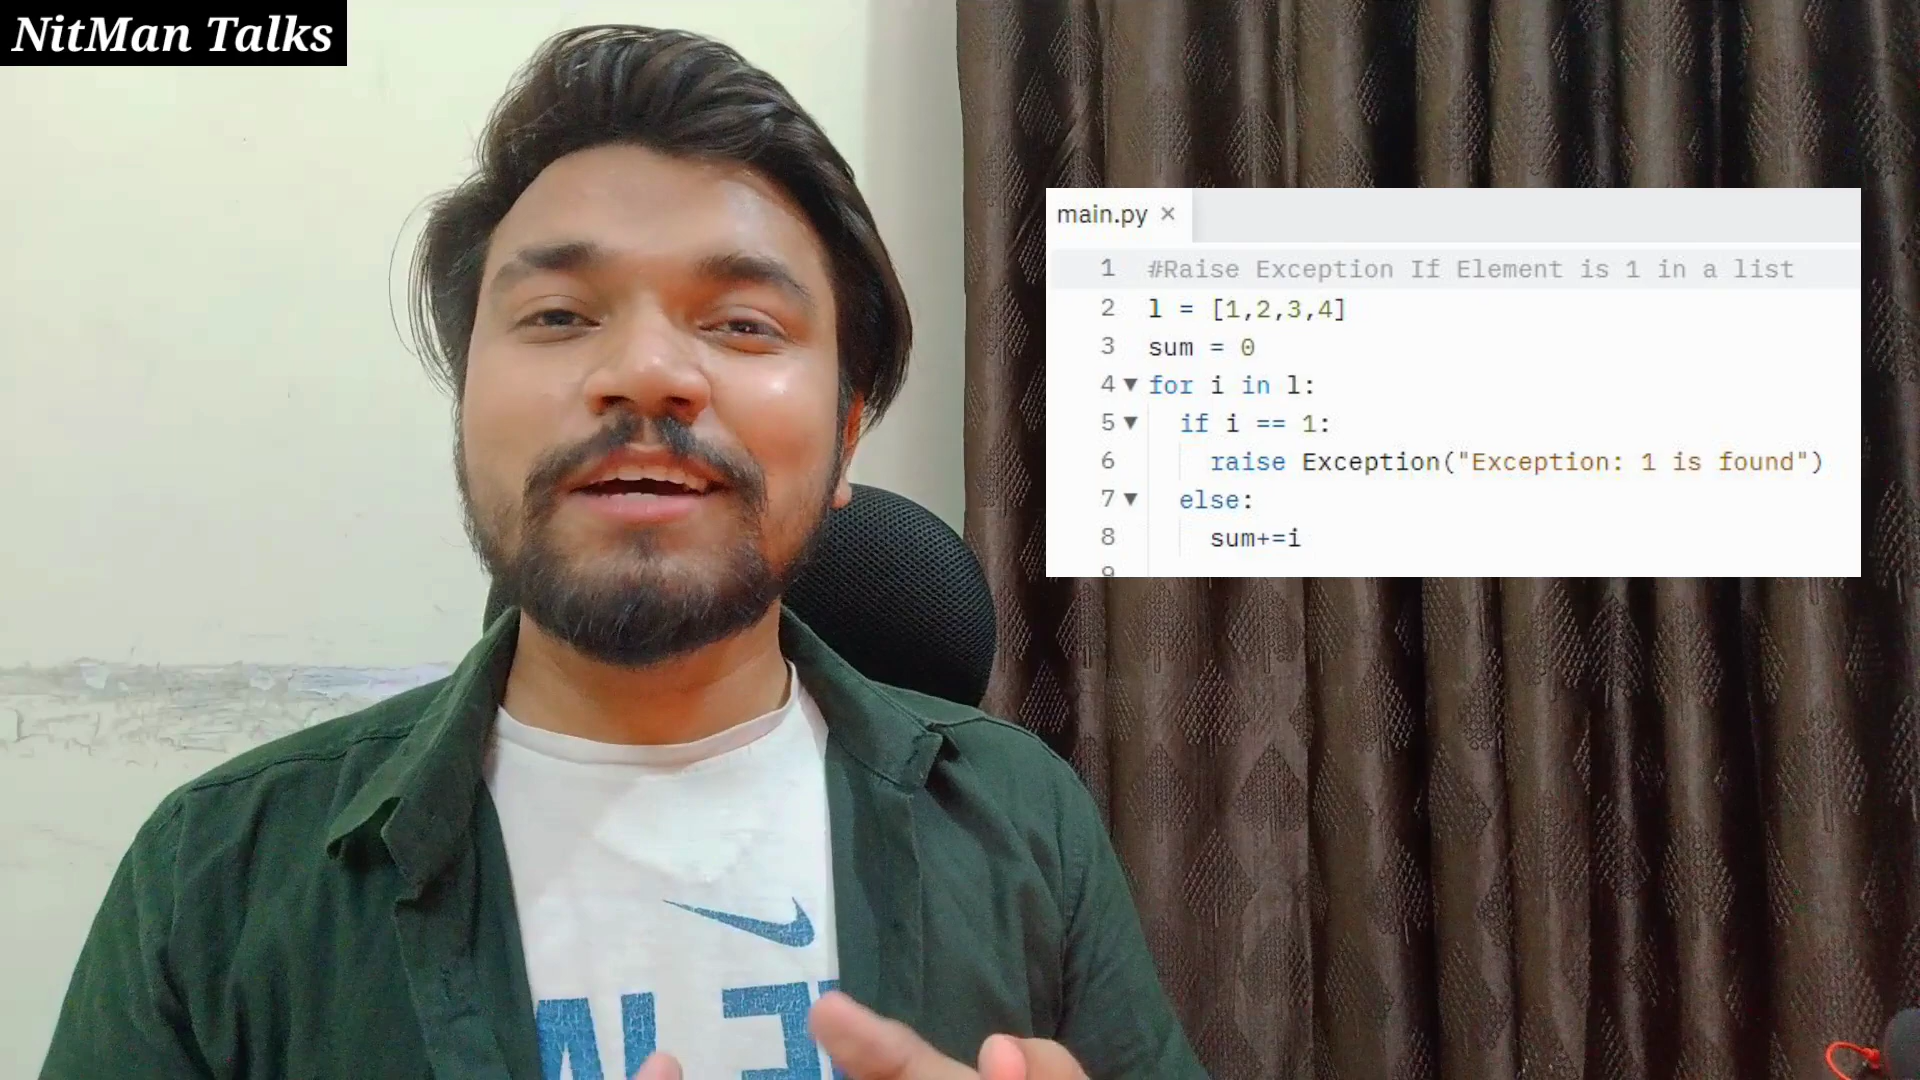 NitMan Talks
main.py ×
1 #Raise Exception If Element is 1 in a list
2 l = [1,2,3,4]
3 sum = 0
4 ▼ for i in l:
5 ▼ if i == 1:
6 raise Exception("Exception: 1 is found")
7 ▼ else:
8 sum+=i
9